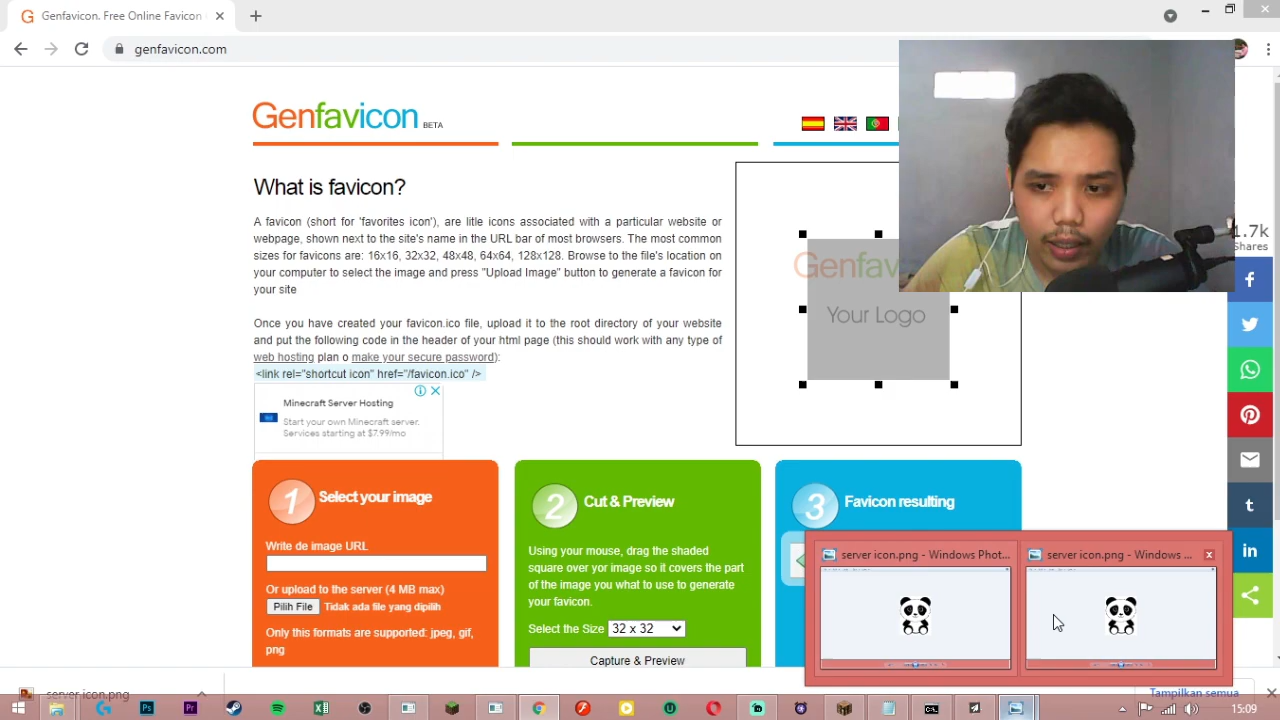 Genfavicon. Free Online Favicon
genfavicon.com
Genfavicon BETA
What is favicon?
A favicon (short for 'favorites icon'), are litle icons associated with a particular website or
webpage, shown next to the site's name in the URL bar of most browsers. The most common
sizes for favicons are: 16x16, 32x32, 48x48, 64x64, 128x128. Browse to the file's location on
your computer to select the image and press "Upload Image" button to generate a favicon for
your site
Once you have created your favicon.ico file, upload it to the root directory of your website
and put the following code in the header of your html page (this should work with any type of
web hosting plan o make your secure password):
<link rel="shortcut icon" href="/favicon.ico" />
Minecraft Server Hosting
Start your own Minecraft server.
Services starting at $7.99/mo
Genfav
Your Logo
1.7k
Shares
1 Select your image
Write de image URL
Or upload to the server (4 MB max)
Pilih File Tidak ada file yang dipilih
Only this formats are supported: jpeg, gif,
png
2 Cut & Preview
Using your mouse, drag the shaded
square over yor image so it covers the part
of the image you what to use to generate
your favicon.
Select the Size 32 x 32
Capture & Preview
3 Favicon resulting
server icon.png - Windows Phot...
server icon.png - Windows ...
server icon.png
Tampilkan semua
15:09